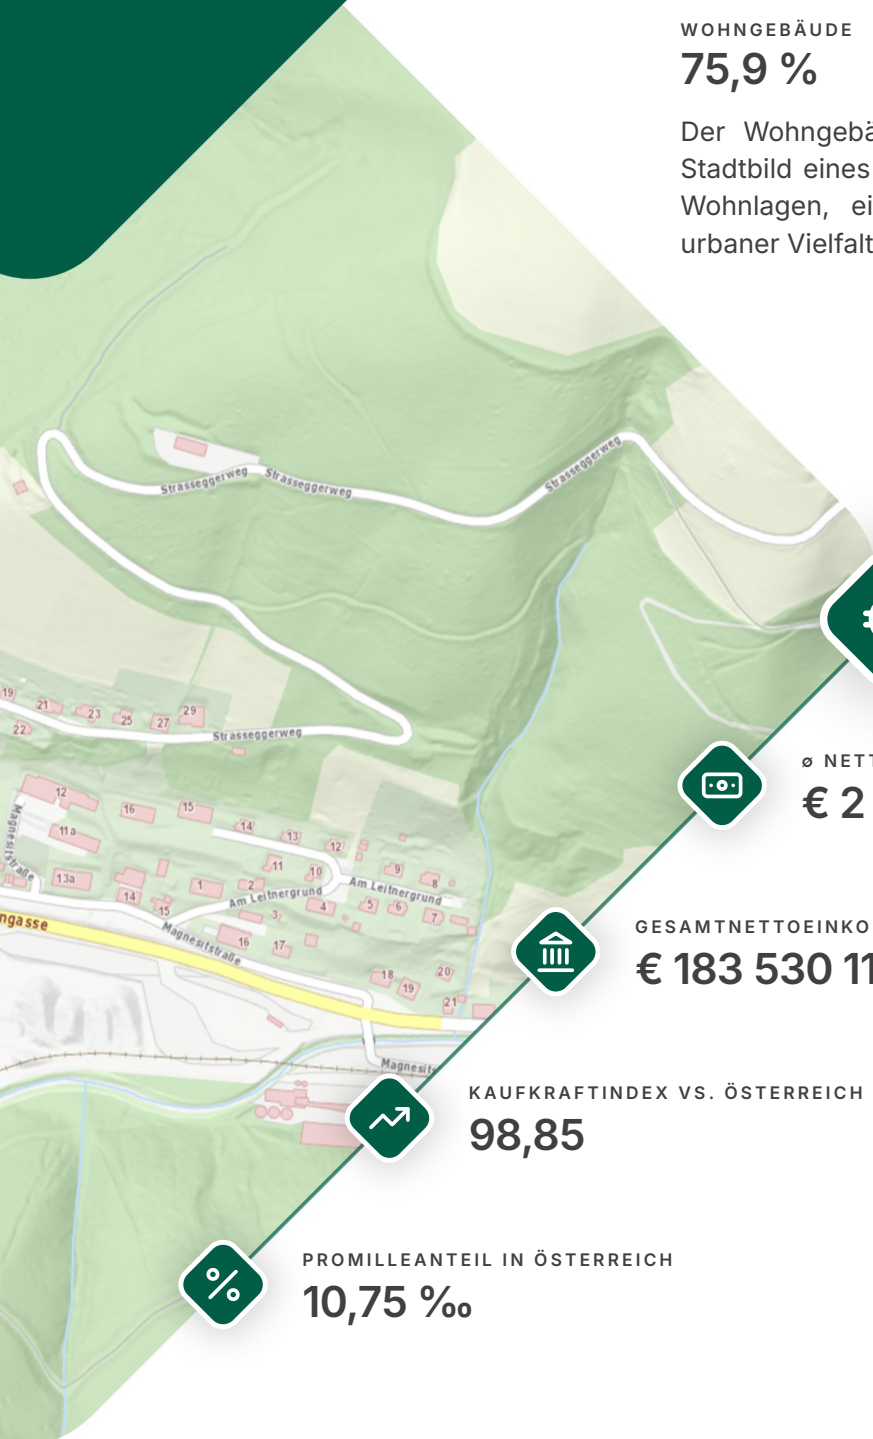 WOHNGEBÄUDE
75,9 %
Der Wohngebä
Stadtbild eines
Wohnlagen, ei
urbaner Vielfalt
Strasseggerweg
Strasseggerweg
Strasseggerweg
19
21
23
25
27
29
22
Strasseggerweg
ø NETT
€ 2
12
16
15
14
13
12
11a
Magnesitstraße
11
10
9
8
13a
14
1
2
Am Leitnergrund
Am Leitnergrund
15
3
4
5
6
7
ngasse
Magnesitstraße
16
17
18
19
20
21
GESAMTNETTOEINKO
€ 183 530 11
Magnesits
KAUFKRAFTINDEX VS. ÖSTERREICH
98,85
%
PROMILLEANTEIL IN ÖSTERREICH
10,75 ‰